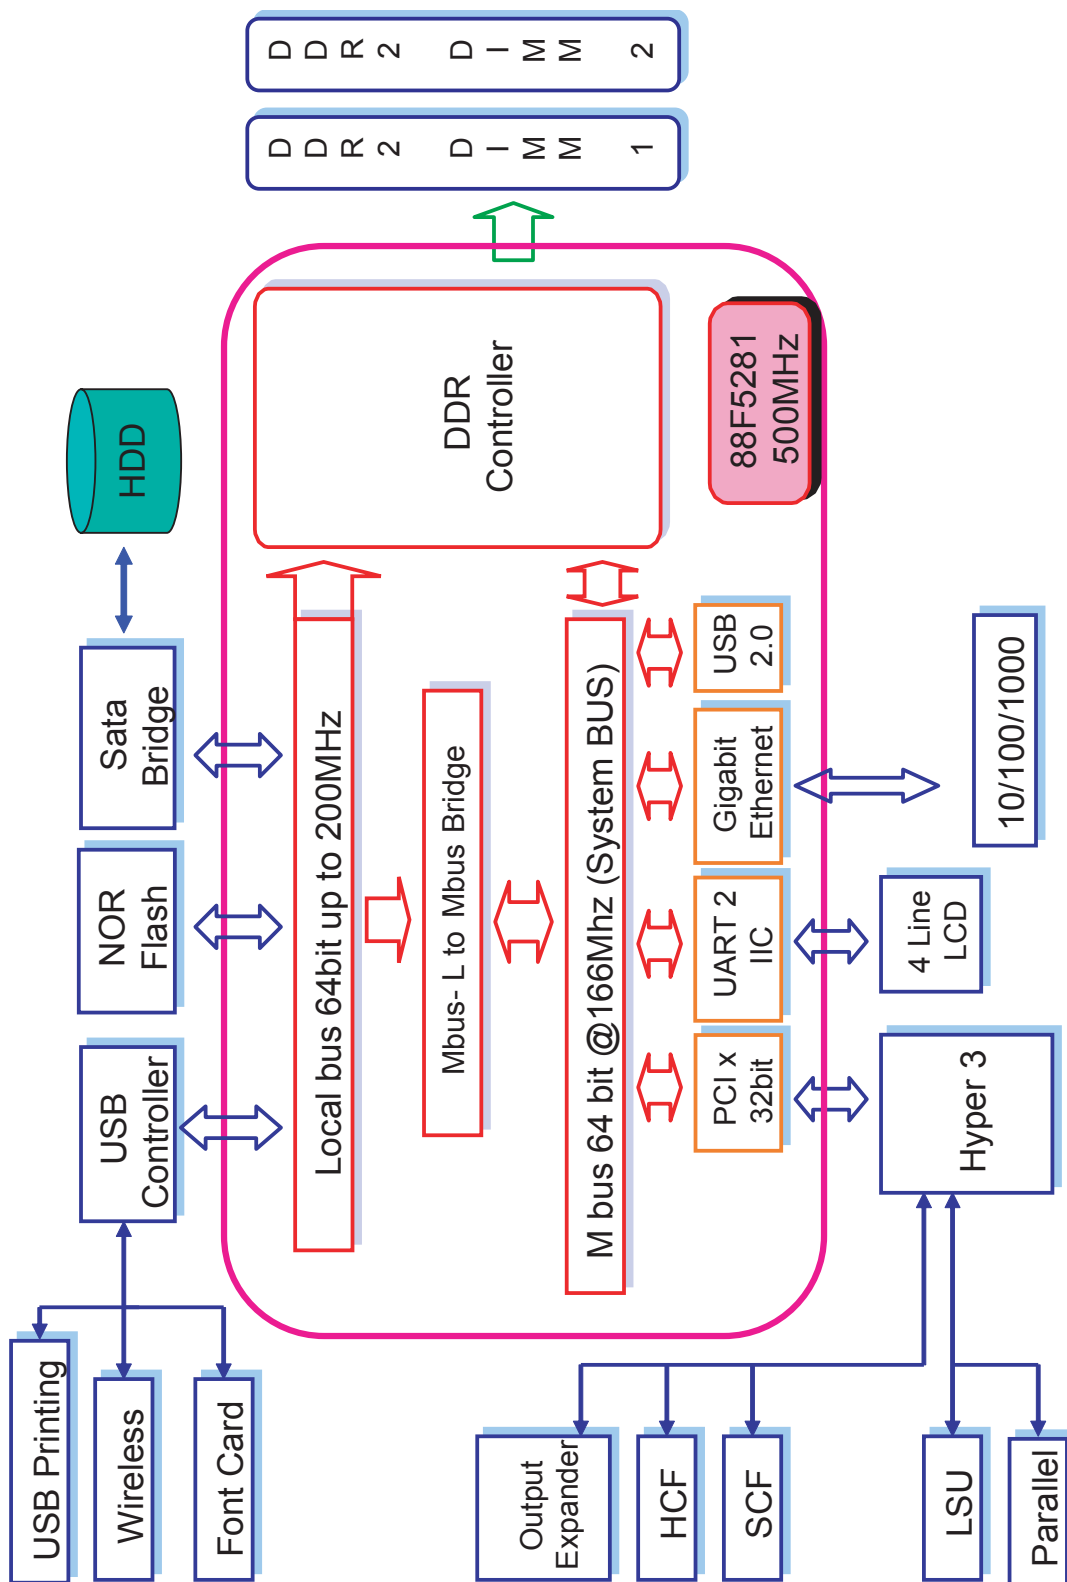 USB Printing
Wireless
Font Card
USB
Controller
NOR
Flash
Sata
Bridge
HDD
Local bus 64bit up to 200MHz
Mbus- L to Mbus Bridge
M bus 64 bit @166Mhz (System BUS)
DDR
Controller
DDR2 DIMM 1
DDR2 DIMM 2
88F5281
500MHz
PCI x
32bit
UART 2
IIC
Gigabit
Ethernet
USB
2.0
Output
Expander
HCF
SCF
LSU
Parallel
Hyper 3
4 Line
LCD
10/100/1000